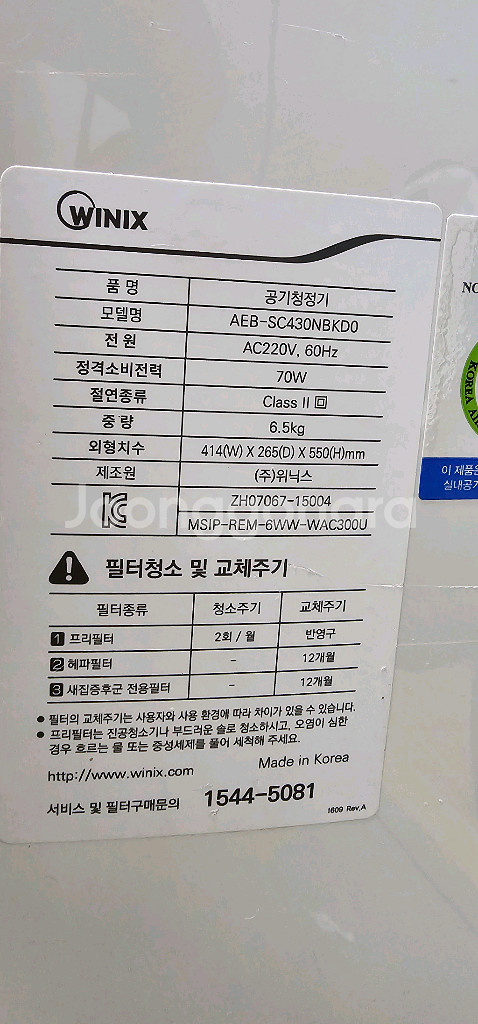 WINIX
품 명 공기청정기
모델명 AEB-SC430NBKD0
전 원 AC220V, 60Hz
정격소비전력 70W
절연종류 Class II
중 량 6.5kg
외형치수 414(W) X 265(D) X 550(H)mm
제조원 (주)위닉스
ZH07067-15004
MSIP-REM-6WW-WAC300U
Joonggonara
필터청소 및 교체주기
필터종류 청소주기 교체주기
1 프리필터 2회 / 월 반영구
2 헤파필터 - 12개월
3 새집증후군 전용필터 - 12개월
● 필터의 교체주기는 사용자와 사용 환경에 따라 차이가 있을 수 있습니다.
● 프리필터는 진공청소기나 부드러운 솔로 청소하시고, 오염이 심한
경우 흐르는 물 또는 중성세제를 풀어 세척해 주세요.
http://www.winix.com Made in Korea
서비스 및 필터구매문의 1544-5081
1609 Rev.A
KOREA
이 제품은
실내공기